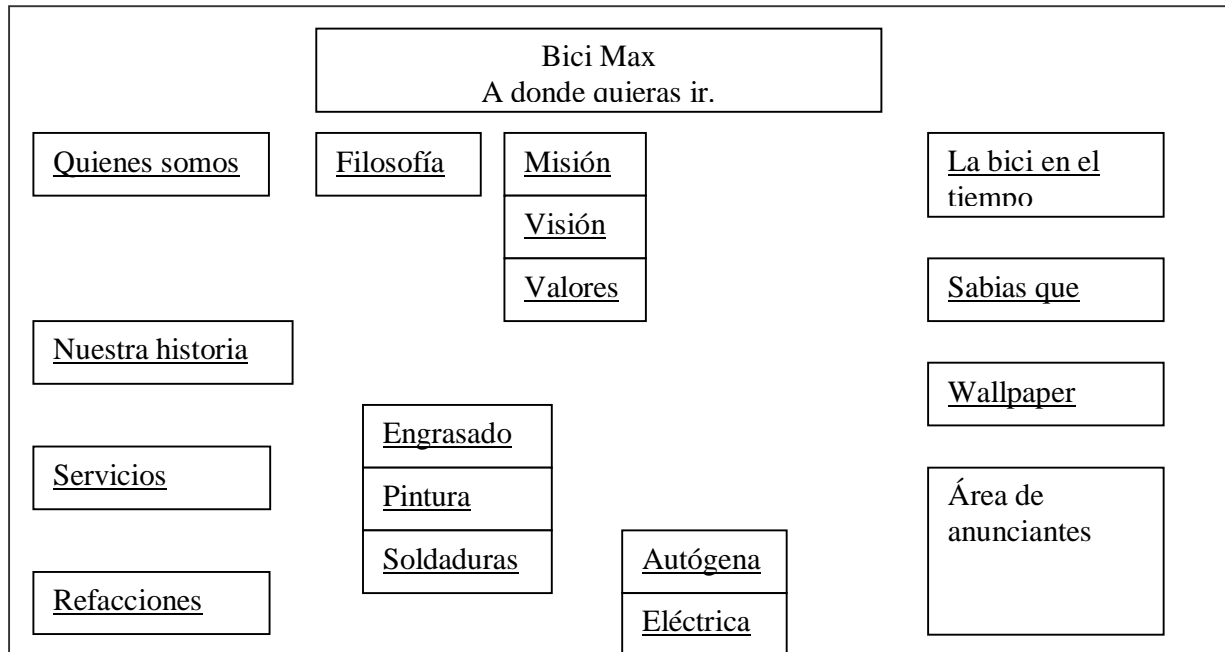 Bici Max
A donde quieras ir.
Quienes somos
Filosofía
Misión
Visión
Valores
La bici en el
tiempo
Sabias que
Nuestra historia
Wallpaper
Engrasado
Pintura
Soldaduras
Servicios
Área de
anunciantes
Autógena
Eléctrica
Refacciones